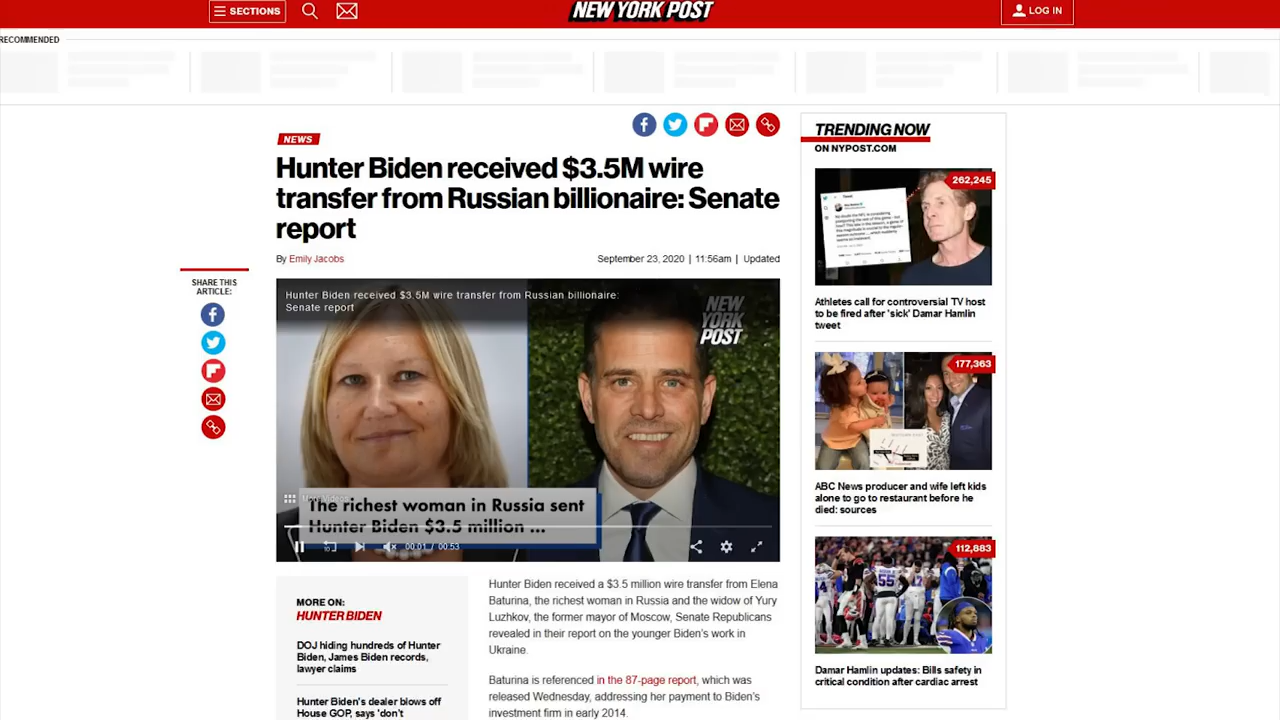 SECTIONS
NEW YORK POST
LOG IN
RECOMMENDED
NEWS
Hunter Biden received $3.5M wire
transfer from Russian billionaire: Senate
report
By Emily Jacobs
September 23, 2020 | 11:56am | Updated
SHARE THIS
ARTICLE:
Hunter Biden received $3.5M wire transfer from Russian billionaire:
Senate report
NEW
YORK
POST
More Videos
The richest woman in Russia sent
Hunter Biden $3.5 million ...
10
00:01 / 00:53
MORE ON:
HUNTER BIDEN
DOJ hiding hundreds of Hunter
Biden, James Biden records,
lawyer claims
Hunter Biden's dealer blows off
House GOP, says 'don't
Hunter Biden received a $3.5 million wire transfer from Elena
Baturina, the richest woman in Russia and the widow of Yury
Luzhkov, the former mayor of Moscow, Senate Republicans
revealed in their report on the younger Biden's work in
Ukraine.
Baturina is referenced in the 87-page report, which was
released Wednesday, addressing her payment to Biden's
investment firm in early 2014.
TRENDING NOW
ON NYPOST.COM
262,245
Athletes call for controversial TV host
to be fired after 'sick' Damar Hamlin
tweet
177,363
ABC News producer and wife left kids
alone to go to restaurant before he
died: sources
112,883
55
Damar Hamlin updates: Bills safety in
critical condition after cardiac arrest